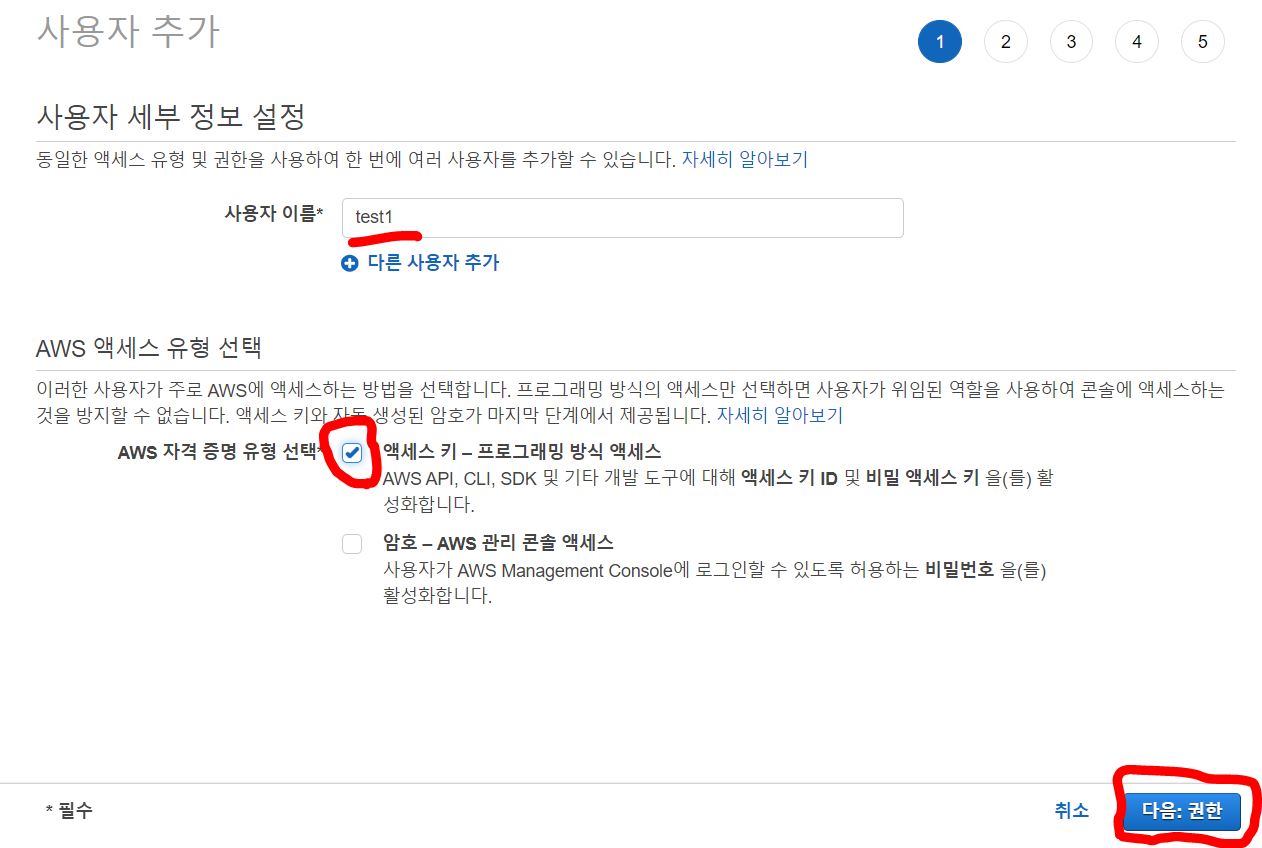 사용자 추가
1 2 3 4 5
사용자 세부 정보 설정
동일한 액세스 유형 및 권한을 사용하여 한 번에 여러 사용자를 추가할 수 있습니다. 자세히 알아보기
사용자 이름* test1
다른 사용자 추가
AWS 액세스 유형 선택
이러한 사용자가 주로 AWS에 액세스하는 방법을 선택합니다. 프로그래밍 방식의 액세스만 선택하면 사용자가 위임된 역할을 사용하여 콘솔에 액세스하는
것을 방지할 수 없습니다. 액세스 키와 자동 생성된 암호가 마지막 단계에서 제공됩니다. 자세히 알아보기
AWS 자격 증명 유형 선택* 액세스 키 – 프로그래밍 방식 액세스
AWS API, CLI, SDK 및 기타 개발 도구에 대해 액세스 키 ID 및 비밀 액세스 키 을(를) 활
성화합니다.
암호 – AWS 관리 콘솔 액세스
사용자가 AWS Management Console에 로그인할 수 있도록 허용하는 비밀번호 을(를)
활성화합니다.
* 필수 취소 다음: 권한